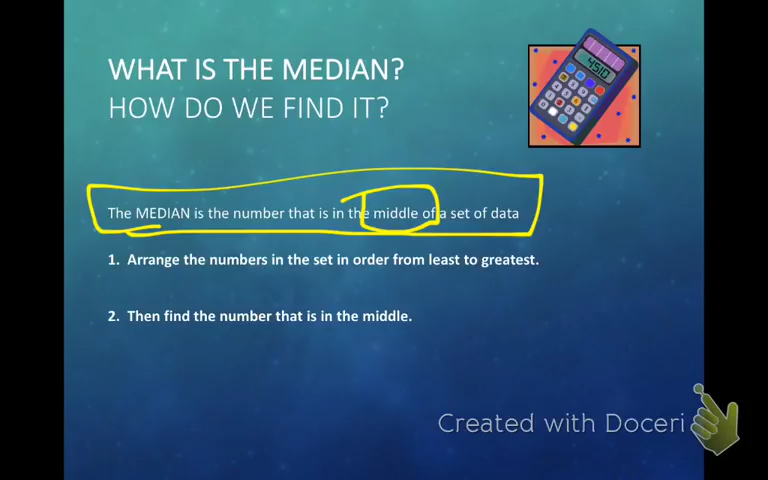 WHAT IS THE MEDIAN?
HOW DO WE FIND IT?
4510
The MEDIAN is the number that is in the middle of a set of data
1. Arrange the numbers in the set in order from least to greatest.
2. Then find the number that is in the middle.
Created with Doceri